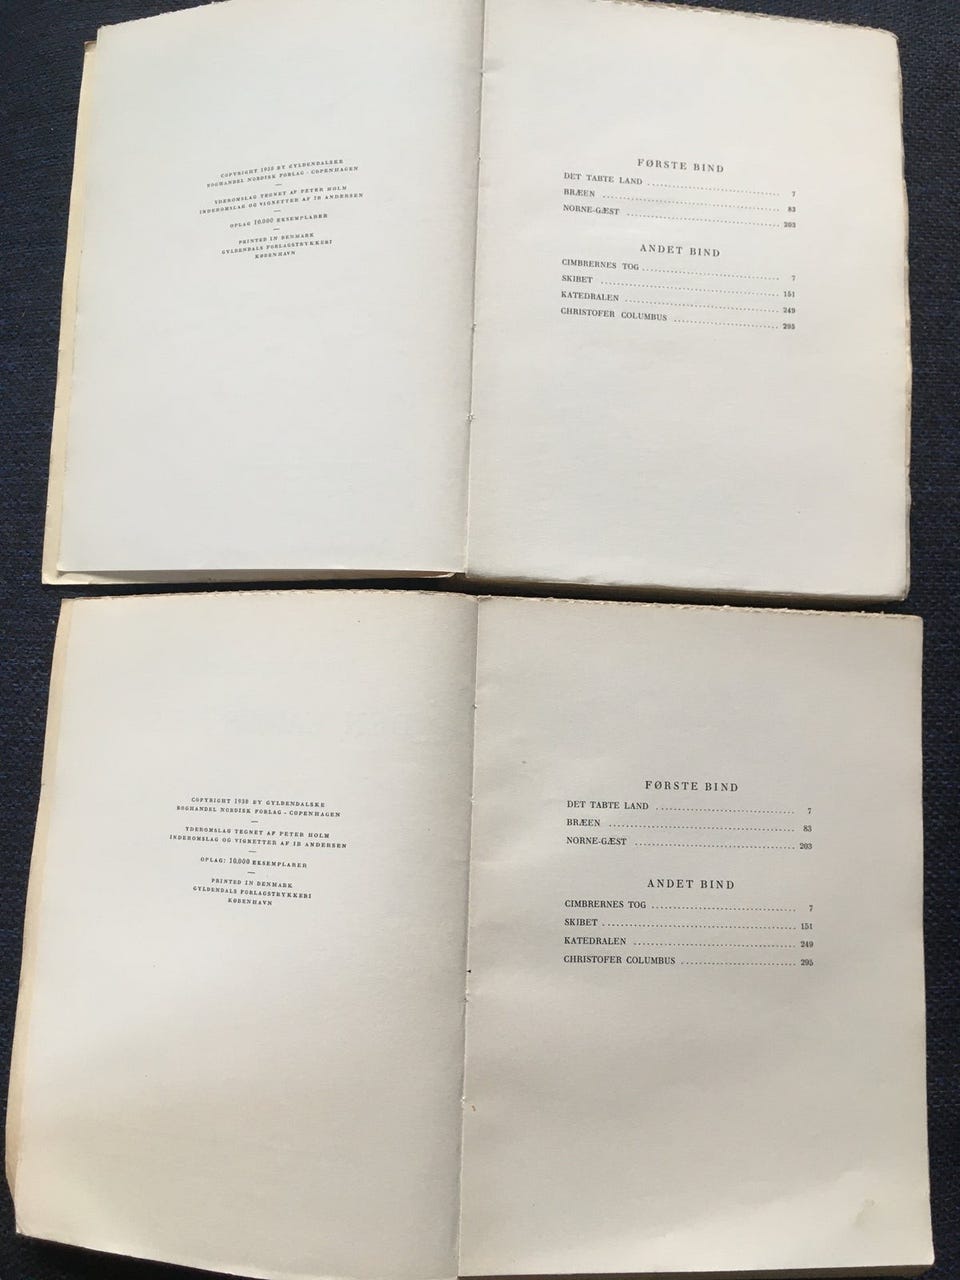 COPYRIGHT 1938 BY GYLDENDALSKE
BOGHANDEL NORDISK FORLAG - COPENHAGEN
—
YDEROMSLAG TEGNET AF PETER HOLM
INDEROMSLAG OG VIGNETTER AF IB ANDERSEN
—
OPLAG 10.000 EKSEMPLARER
—
PRINTED IN DENMARK
GYLDENDALS FORLAGSTRYKKERI
KØBENHAVN
FØRSTE BIND
DET TABTE LAND ........ 7
BRÆEN ........ 83
NORNE-GÆST ........ 203
ANDET BIND
CIMBRERNES TOG ........ 7
SKIBET ........ 151
KATEDRALEN ........ 249
CHRISTOFER COLUMBUS ........ 295
COPYRIGHT 1938 BY GYLDENDALSKE
BOGHANDEL NORDISK FORLAG - COPENHAGEN
—
YDEROMSLAG TEGNET AF PETER HOLM
INDEROMSLAG OG VIGNETTER AF IB ANDERSEN
—
OPLAG: 10.000 EKSEMPLARER
—
PRINTED IN DENMARK
GYLDENDALS FORLAGSTRYKKERI
KØBENHAVN
FØRSTE BIND
DET TABTE LAND ........ 7
BRÆEN ........ 83
NORNE-GÆST ........ 203
ANDET BIND
CIMBRERNES TOG ........ 7
SKIBET ........ 151
KATEDRALEN ........ 249
CHRISTOFER COLUMBUS ........ 295